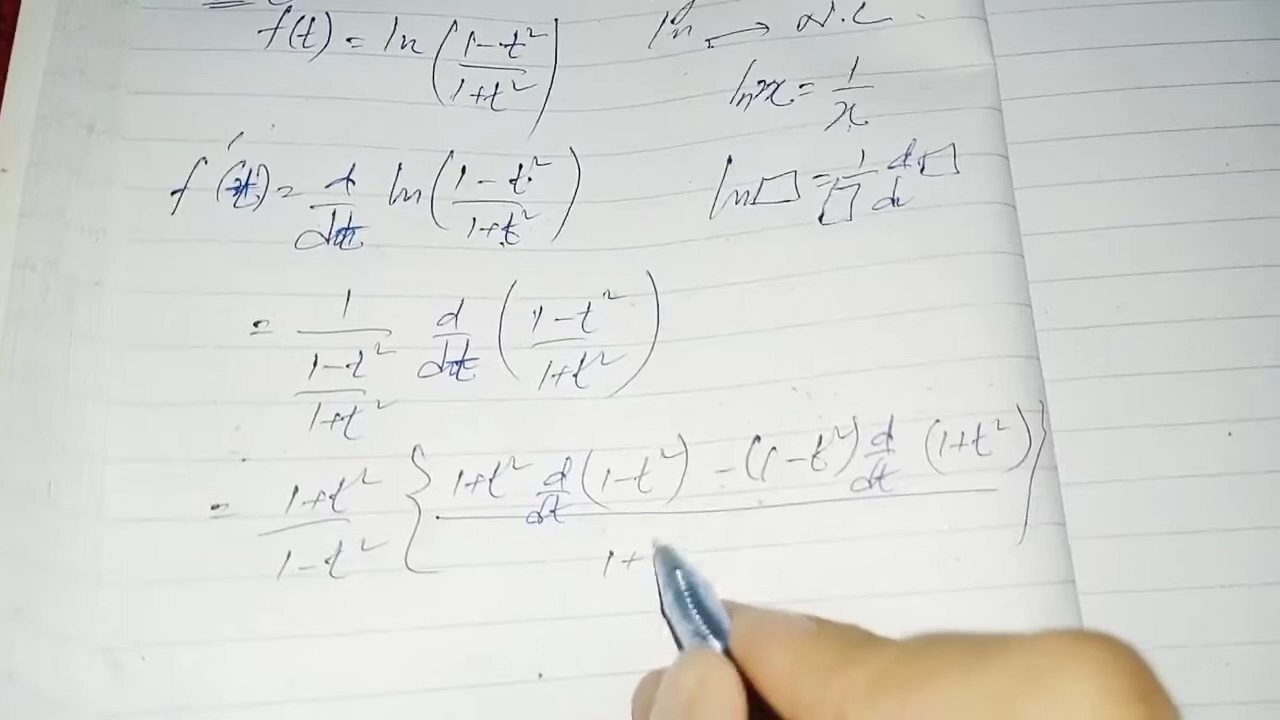 f(t) = ln (1-t²/1+t²)
ln → 
ln x = 1/x
f'(t) = d/dt ln (1-t²/1+t²)
ln□ = 1/□ d□/dx
= 1/(1-t²/1+t²) d/dt (1-t²/1+t²)
= 1+t²/1-t² {1+t² d/dt (1-t²) - (1-t²) d/dt (1+t²)}
1+